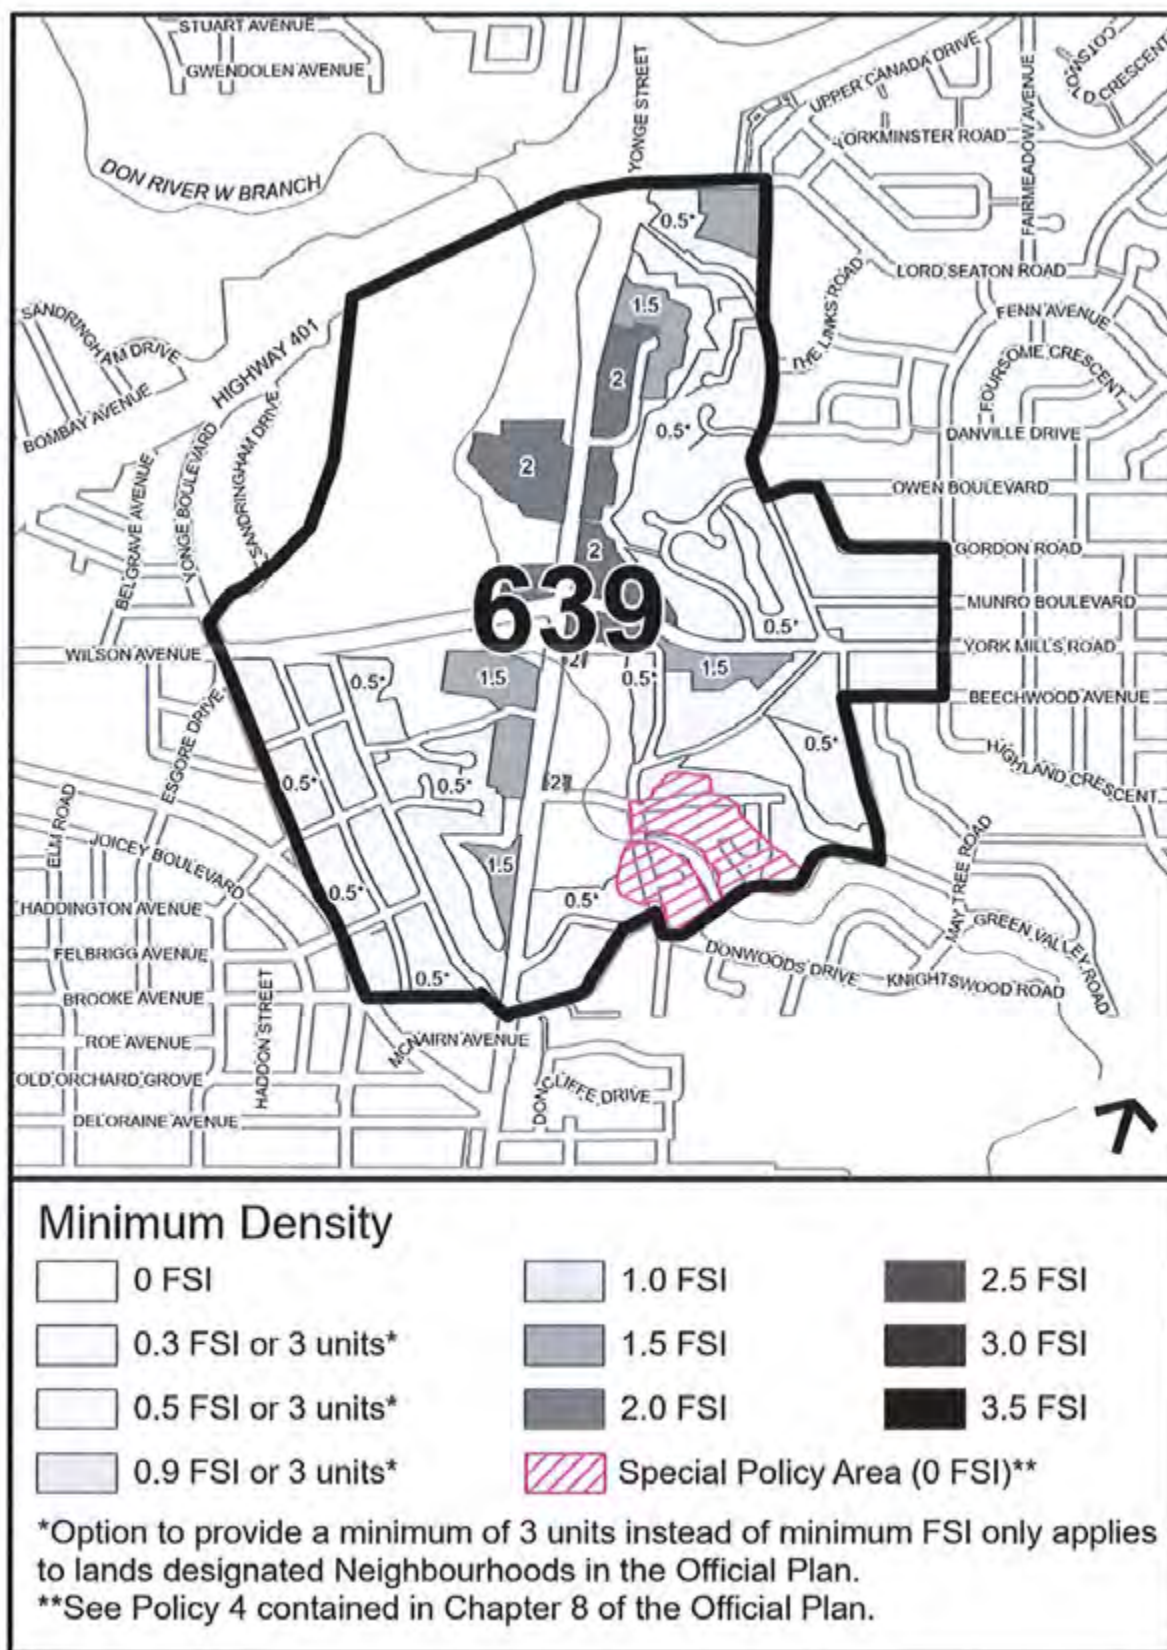 STUART AVENUE
GWENDOLEN AVENUE
YONGE STREET
UPPER CANADA DRIVE
YORKMINSTER ROAD
FAIRMEADOW AVENUE
DON RIVER W BRANCH
0.5*
LORD SEATON ROAD
THE LINKS ROAD
SANDRINGHAM DRIVE
HIGHWAY 401
1.5
FENN AVENUE
FOURSOME CRESCENT
BOMBAY AVENUE
2
0.5*
DANVILLE DRIVE
BELGRAVE AVENUE
YONGE BOULEVARD
SANDRINGHAM DRIVE
2
OWEN BOULEVARD
2
GORDON ROAD
639
MUNRO BOULEVARD
0.5*
WILSON AVENUE
2
YORK MILLS ROAD
0.5*
1.5
0.5*
1.5
BEECHWOOD AVENUE
ESGORE DRIVE
0.5*
HIGHLAND CRESCENT
0.5*
0.5*
2
ELM ROAD
JOICEY BOULEVARD
1.5
MAY TREE ROAD
0.5*
0.5*
HADDINGTON AVENUE
GREEN VALLEY ROAD
FELBRIGG AVENUE
DONWOODS DRIVE
0.5*
KNIGHTSWOOD ROAD
BROOKE AVENUE
HADDON STREET
ROE AVENUE
MCNAIRN AVENUE
OLD ORCHARD GROVE
DONCLIFFE DRIVE
DELORAINE AVENUE
Minimum Density
0 FSI
0.3 FSI or 3 units*
0.5 FSI or 3 units*
0.9 FSI or 3 units*
1.0 FSI
1.5 FSI
2.0 FSI
Special Policy Area (0 FSI)**
2.5 FSI
3.0 FSI
3.5 FSI
*Option to provide a minimum of 3 units instead of minimum FSI only applies
to lands designated Neighbourhoods in the Official Plan.
**See Policy 4 contained in Chapter 8 of the Official Plan.